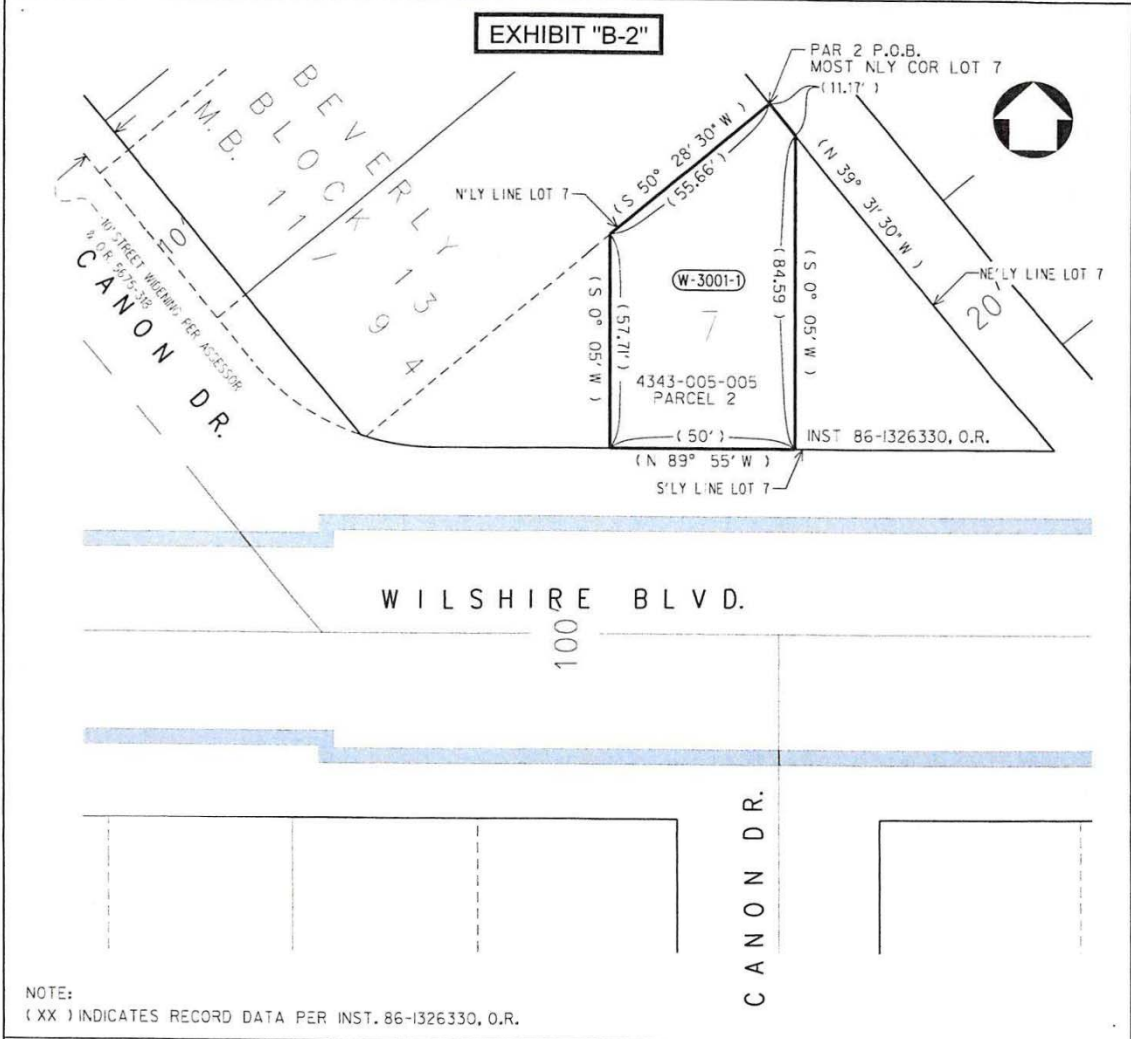 EXHIBIT "B-2"
PAR 2 P.O.B.
MOST NLY COR LOT 7
(11.17')
BEVERLY
BLOCK 13
M.B. 11 / 94
N'LY LINE LOT 7
(S 50° 28' 30" W)
(55.66')
(N 39° 31' 30" W)
NE'LY LINE LOT 7
20'
10' STREET WIDENING PER ASSESSOR
& O.R. 5675-318
CANON DR.
W-3001-1
7
(S 0° 05' W)
(57.71')
(84.59)
(S 0° 05' W)
4343-005-005
PARCEL 2
(50')
INST 86-1326330, O.R.
(N 89° 55' W)
S'LY LINE LOT 7
WILSHIRE BLVD.
100'
CANON DR.
NOTE:
(XX) INDICATES RECORD DATA PER INST. 86-1326330, O.R.